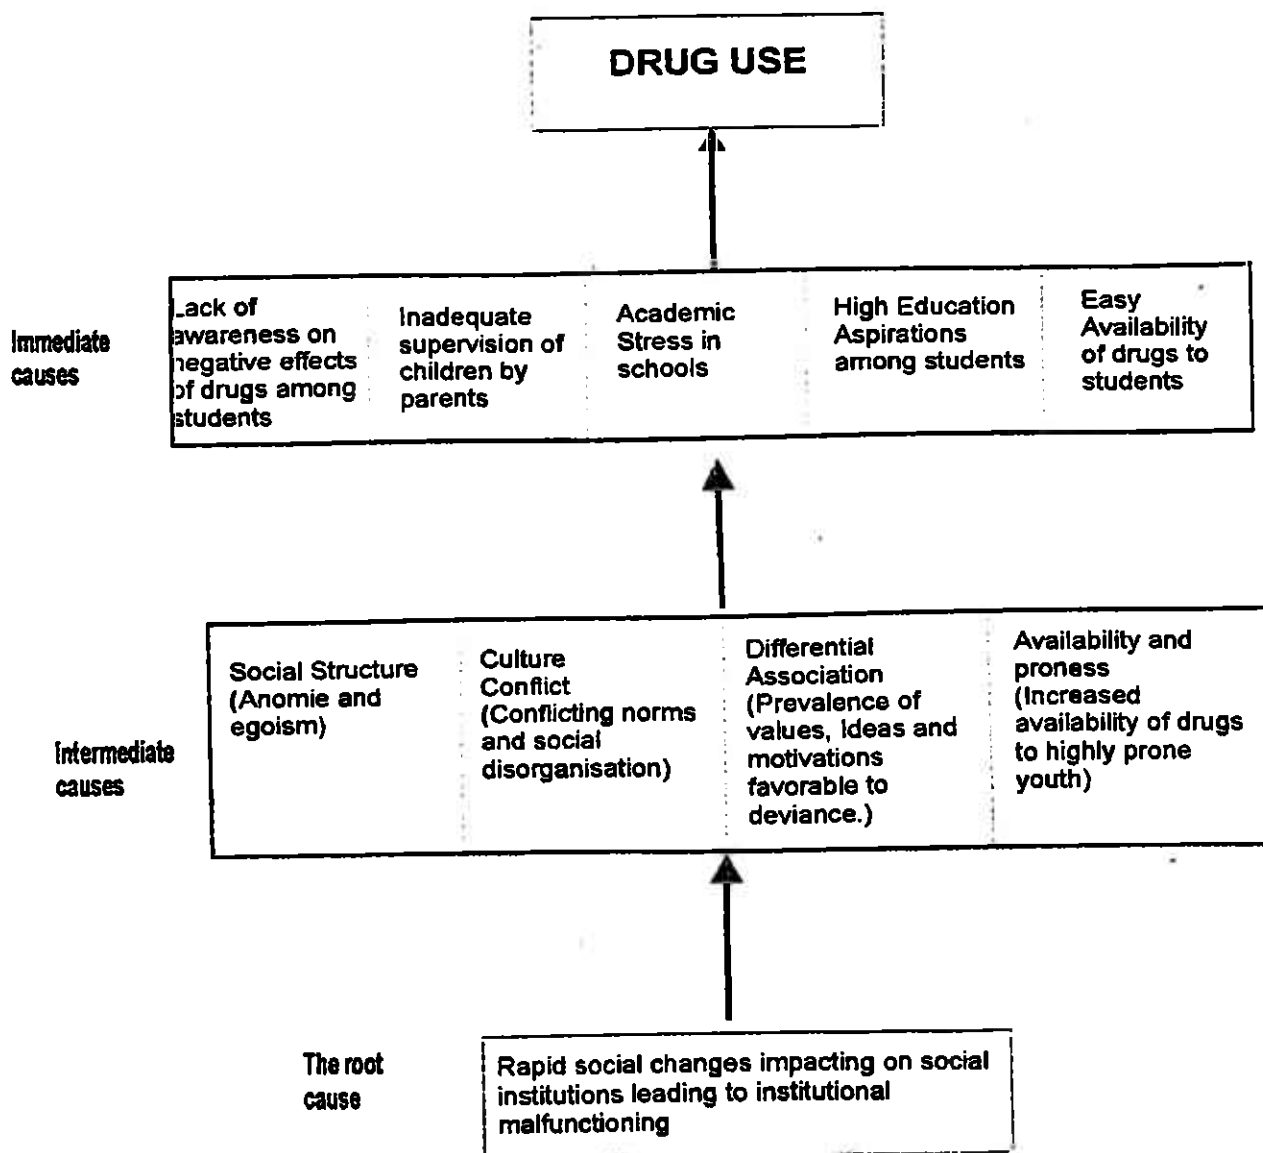 DRUG USE
Immediate
causes
Lack of
awareness on
negative effects
of drugs among
students
Inadequate
supervision of
children by
parents
Academic
Stress in
schools
High Education
Aspirations
among students
Easy
Availability
of drugs to
students
Intermediate
causes
Social Structure
(Anomie and
egoism)
Culture
Conflict
(Conflicting norms
and social
disorganisation)
Differential
Association
(Prevalence of
values, Ideas and
motivations
favorable to
deviance.)
Availability and
proness
(Increased
availability of drugs
to highly prone
youth)
The root
cause
Rapid social changes impacting on social
institutions leading to institutional
malfunctioning